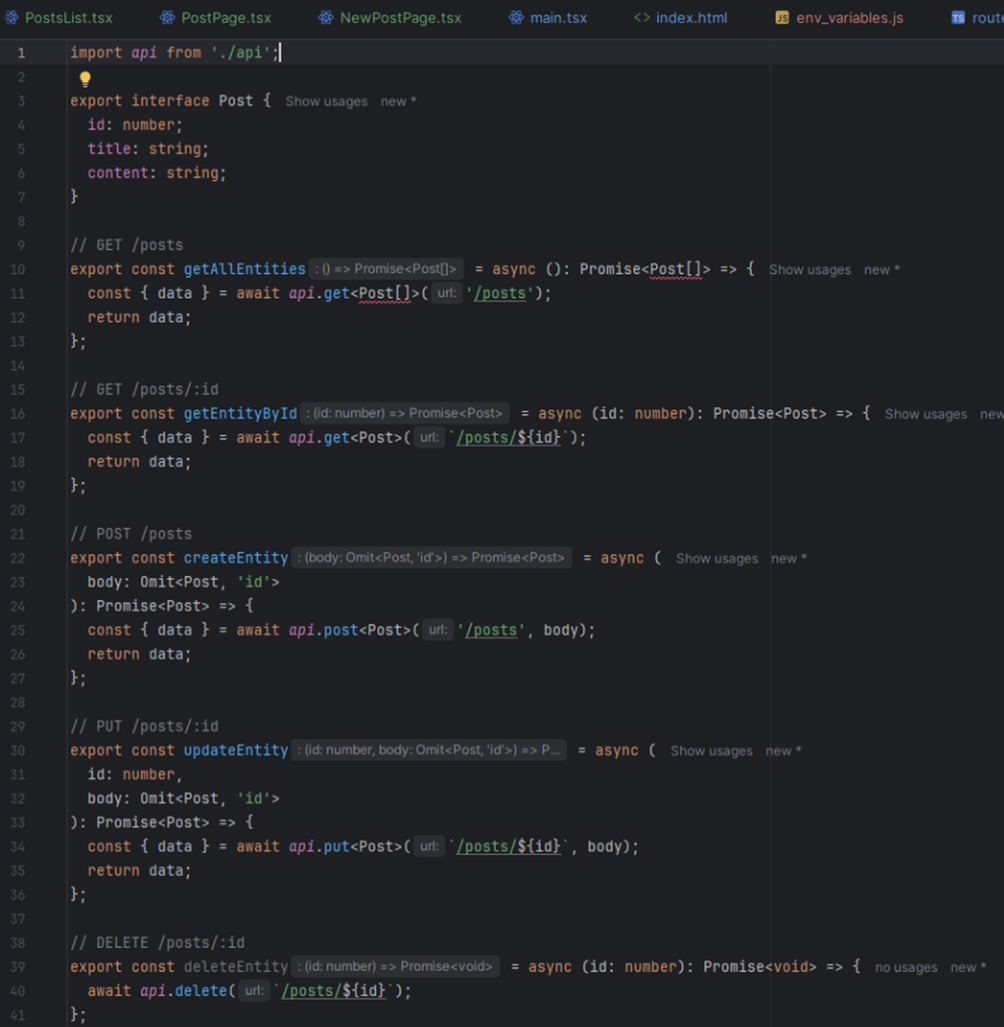 PostsList.tsx PostPage.tsx NewPostPage.tsx main.tsx <> index.html JS env_variables.js TS route
1 import api from './api';
2
3 export interface Post { Show usages new *
4 id: number;
5 title: string;
6 content: string;
7 }
8
9 // GET /posts
10 export const getAllEntities : () => Promise<Post[]> = async (): Promise<Post[]> => { Show usages new *
11 const { data } = await api.get<Post[]>( url: '/posts');
12 return data;
13 };
14
15 // GET /posts/:id
16 export const getEntityById : (id: number) => Promise<Post> = async (id: number): Promise<Post> => { Show usages new
17 const { data } = await api.get<Post>( url: `/posts/${id}`);
18 return data;
19 };
20
21 // POST /posts
22 export const createEntity : (body: Omit<Post, 'id'>) => Promise<Post> = async ( Show usages new *
23 body: Omit<Post, 'id'>
24 ): Promise<Post> => {
25 const { data } = await api.post<Post>( url: '/posts', body);
26 return data;
27 };
28
29 // PUT /posts/:id
30 export const updateEntity : (id: number, body: Omit<Post, 'id'>) => P... = async ( Show usages new *
31 id: number,
32 body: Omit<Post, 'id'>
33 ): Promise<Post> => {
34 const { data } = await api.put<Post>( url: `/posts/${id}`, body);
35 return data;
36 };
37
38 // DELETE /posts/:id
39 export const deleteEntity : (id: number) => Promise<void> = async (id: number): Promise<void> => { no usages new *
40 await api.delete( url: `/posts/${id}`);
41 };